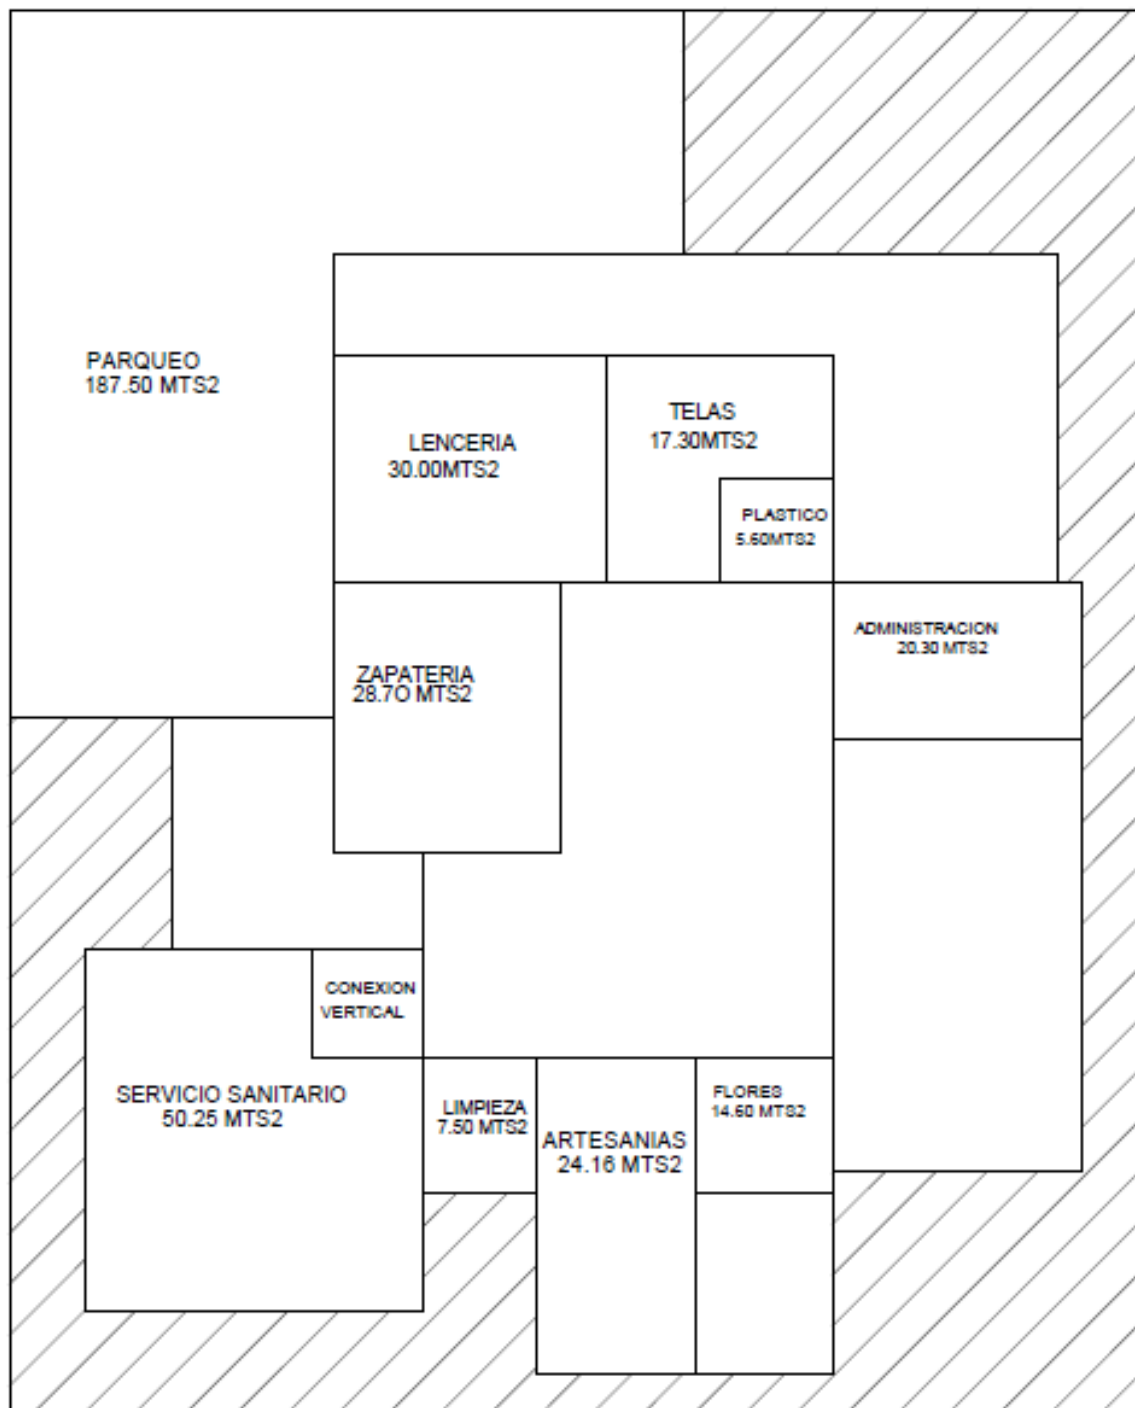 PARQUEO
187.50 MTS2
LENCERIA
30.00MTS2
TELAS
17.30MTS2
PLASTICO
5.60MTS2
ZAPATERIA
28.7O MTS2
ADMINISTRACION
20.30 MTS2
CONEXION
VERTICAL
SERVICIO SANITARIO
50.25 MTS2
LIMPIEZA
7.50 MTS2
ARTESANIAS
24.16 MTS2
FLORES
14.60 MTS2